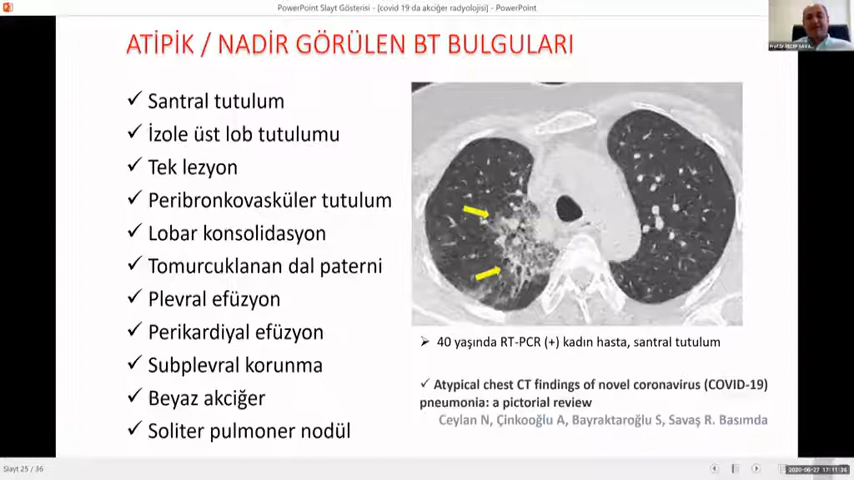 PowerPoint Slayt Gösterisi - [covid 19 da akciğer radyolojisi] - PowerPoint
ATİPİK / NADİR GÖRÜLEN BT BULGULARI
✓ Santral tutulum
✓ İzole üst lob tutulumu
✓ Tek lezyon
✓ Peribronkovasküler tutulum
✓ Lobar konsolidasyon
✓ Tomurcuklanan dal paterni
✓ Plevral efüzyon
✓ Perikardiyal efüzyon
✓ Subplevral korunma
✓ Beyaz akciğer
✓ Soliter pulmoner nodül
➢ 40 yaşında RT-PCR (+) kadın hasta, santral tutulum
✓ Atypical chest CT findings of novel coronavirus (COVID-19)
pneumonia: a pictorial review
Ceylan N, Çinkooğlu A, Bayraktaroğlu S, Savaş R. Basımda
Slayt 25 / 36
2020-06-27 17:11:36